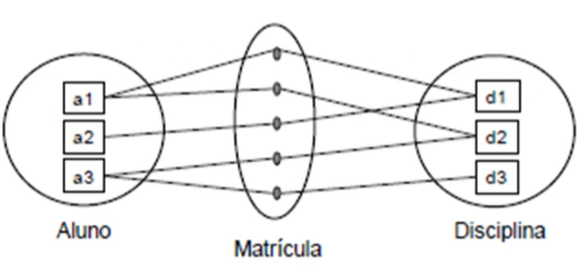 a1
a2
a3
d1
d2
d3
Aluno
Matrícula
Disciplina